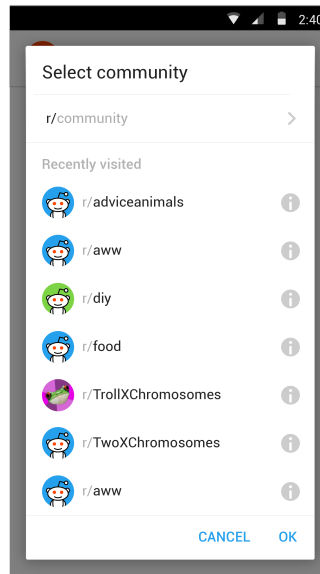 2:40
Select community
r/community
Recently visited
r/adviceanimals
r/aww
r/diy
r/food
r/TrollXChromosomes
r/TwoXChromosomes
r/aww
CANCEL OK